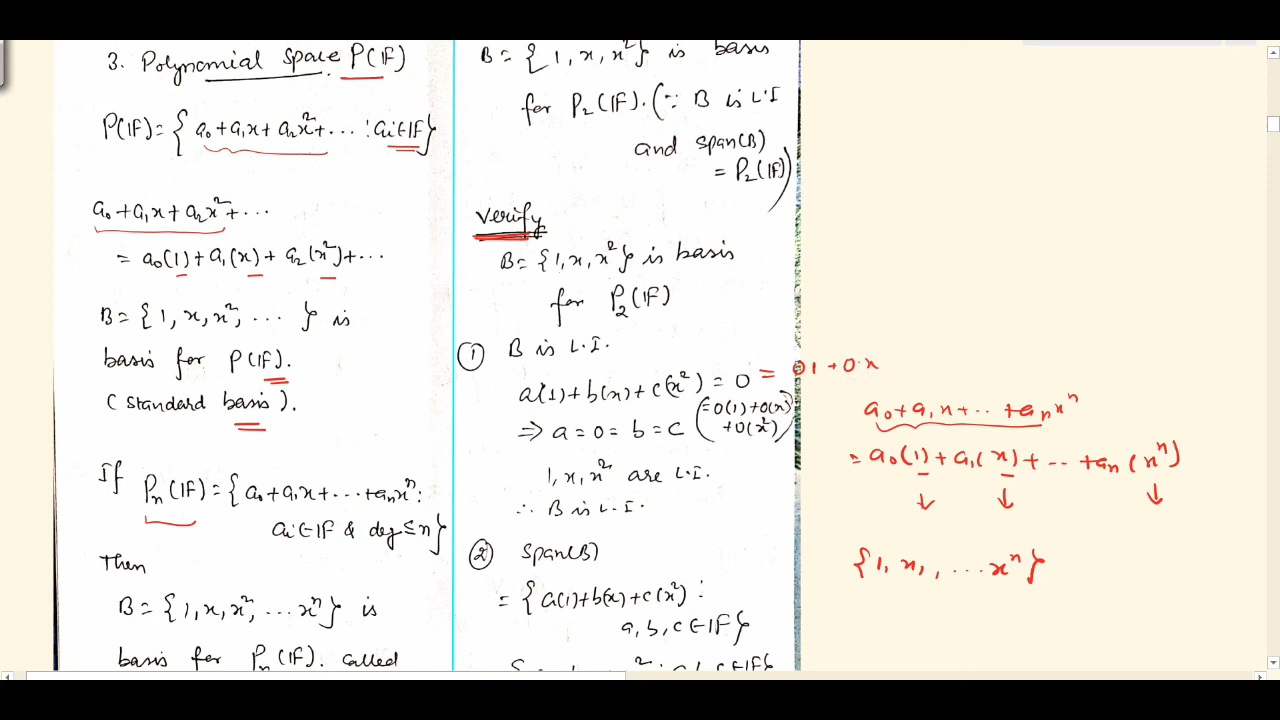 3. Polynomial Space P(IF)
P(IF) = { a₀+a₁x+a₂x²+... : ai∈IF }
a₀+a₁x+a₂x²+...
= a₀(1)+a₁(x)+a₂(x²)+...
B = { 1, x, x², ... } is
basis for P(IF).
(Standard basis).
If Pn(IF) = { a₀+a₁x+...+anxⁿ :
ai∈IF & deg ≤ n }
Then
B = { 1, x, x², ... xⁿ } is
basis for Pn(IF). Called
B = { 1, x, x² } is basis
for P₂(IF). (∵ B is L.I
and span(B)
= P₂(IF))
Verify
B = { 1, x, x² } is basis
for P₂(IF)
① B is L.I.
a(1)+b(x)+c(x²) = 0 = 0 1 + 0.x
(=0(1)+0(x)
+0(x²))
⇒ a = 0 = b = c
1, x, x² are L.I.
∴ B is L.I.
② Span(B)
= { a(1)+b(x)+c(x²) :
a, b, c ∈ IF }
a₀+a₁x+...+anxⁿ
= a₀(1)+a₁(x)+...+an(xⁿ)
↓ ↓ ↓
{ 1, x, , ... xⁿ }